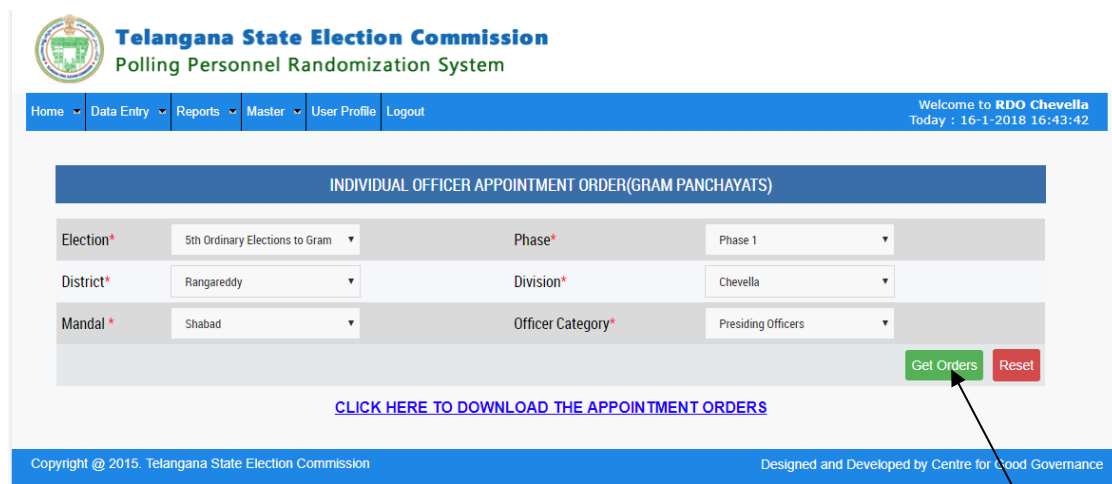 Telangana State Election Commission
Polling Personnel Randomization System
Home Data Entry Reports Master User Profile Logout
Welcome to RDO Chevella
Today : 16-1-2018 16:43:42
INDIVIDUAL OFFICER APPOINTMENT ORDER(GRAM PANCHAYATS)
Election* 5th Ordinary Elections to Gram Phase* Phase 1
District* Rangareddy Division* Chevella
Mandal * Shabad Officer Category* Presiding Officers
Get Orders Reset
CLICK HERE TO DOWNLOAD THE APPOINTMENT ORDERS
Copyright @ 2015. Telangana State Election Commission Designed and Developed by Centre for Good Governance